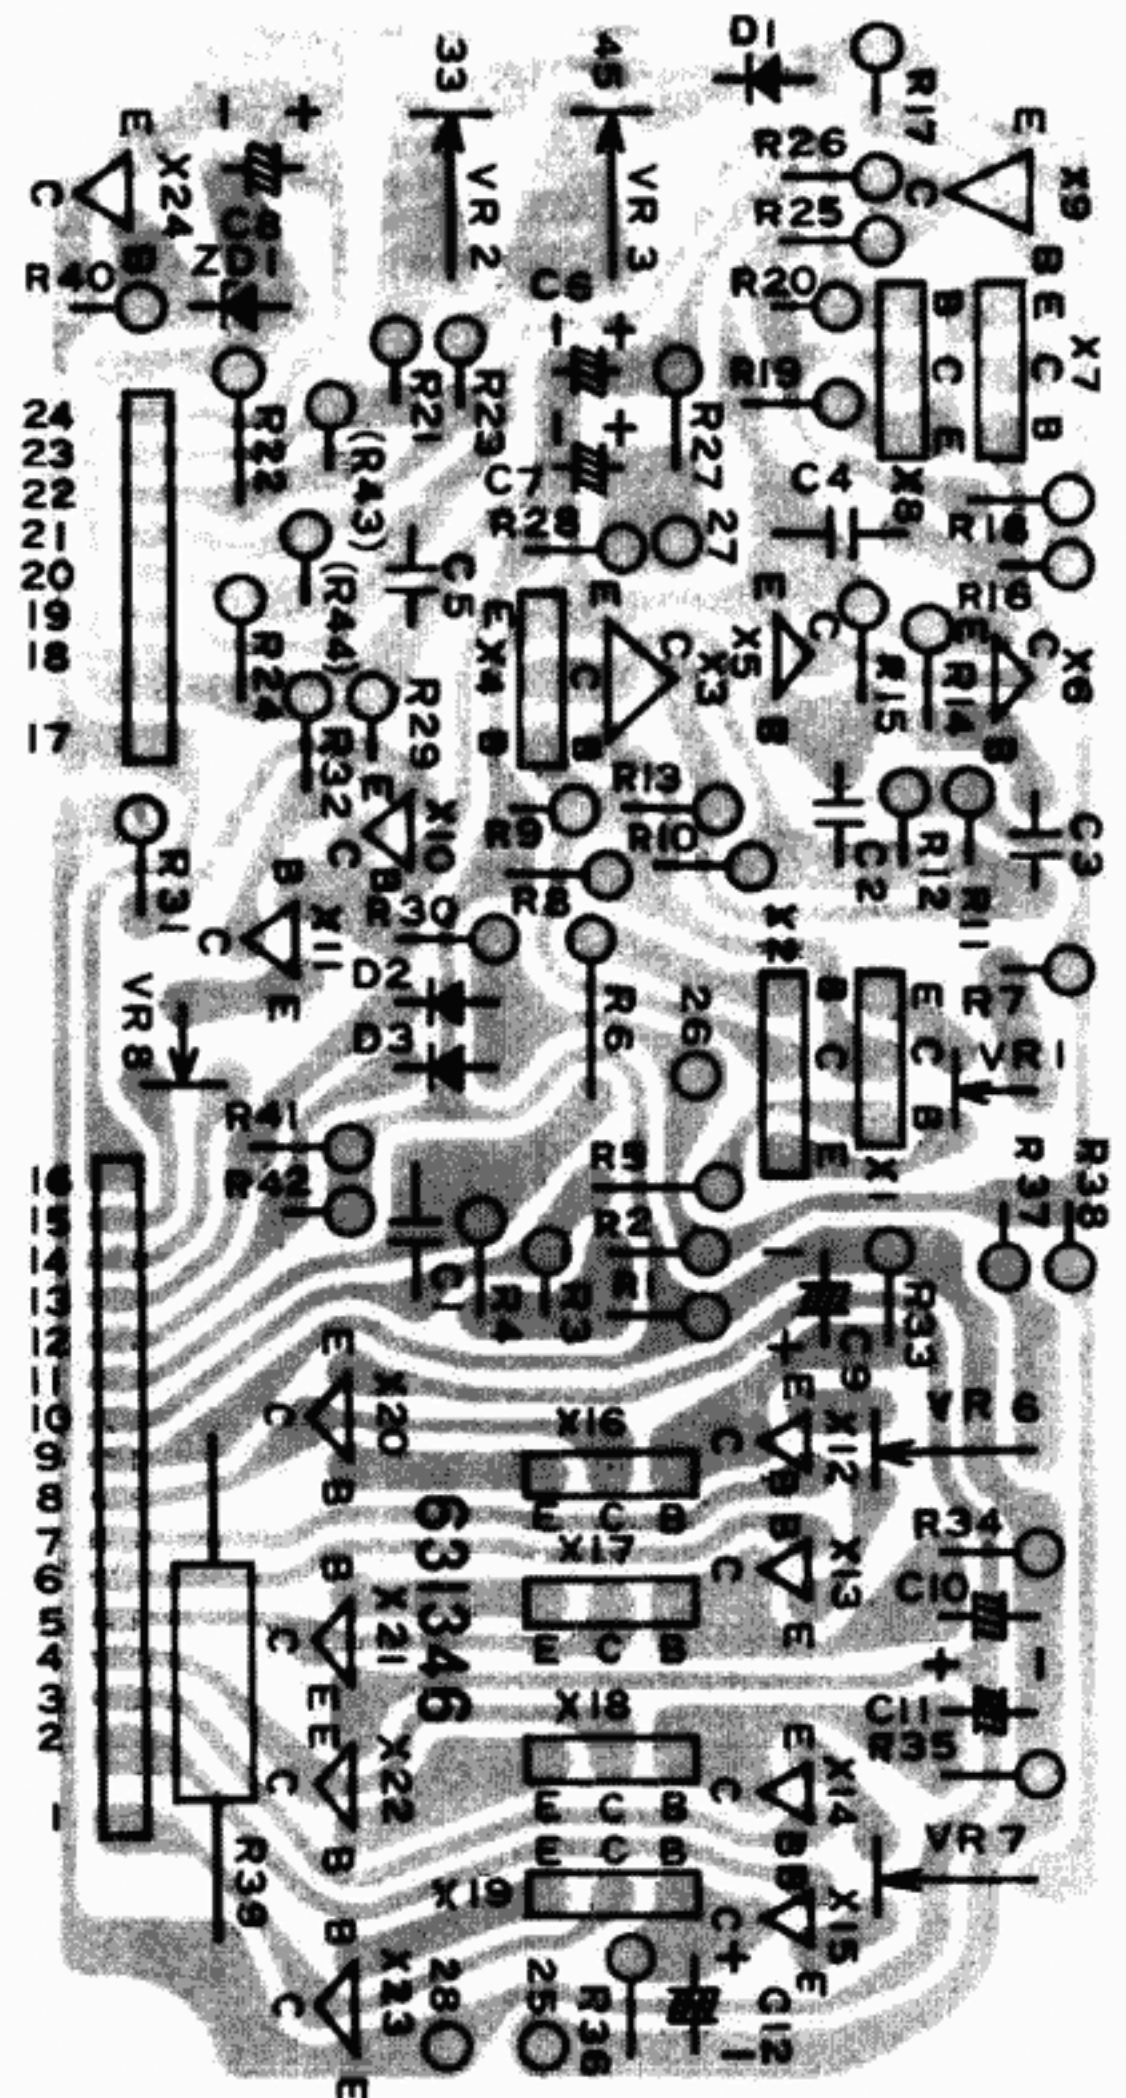 D1
33
45
R17
E
- +
E
X24
C
C8
VR 2
VR 3
R26
C
X9
R25
B
B
R40
ZD1
C6
R20
B
E
- +
C
C
X7
R19
E
B
R21
R23
24
R22
(R43)
- +
R27
23
C7
C4
X8
22
R28
27
R18
21
20
(R44)
C5
E
E
E
C
R16
19
R24
X4
C
C
X3
X5
R15
E
C
X6
18
R14
17
R32
R29
B
B
B
B
E
R13
X10
R9
R10
C
C2
R12
C3
R31
B
B
R8
R11
C
X11
R30
X2
E
D2
R6
26
B
E
R7
VR8
D3
C
C
VR1
B
R41
R5
E
X1
R37
R38
16
R42
15
R2
14
C1
R4
R3
R1
-
R33
13
12
E
+
C9
11
C
X20
E
10
X16
C
X12
VR6
9
B
B
8
E C B
7
631346
X17
B
R34
6
B
C
X13
C10
5
C
X21
E
4
E C B
+ -
3
E
X18
C11
2
E
E
R35
C
X22
C
X14
1
B
E C B
B
VR7
E C B
B
R39
X19
C
X15
B
+
E
X23
28
25
R36
C12
C
-
E